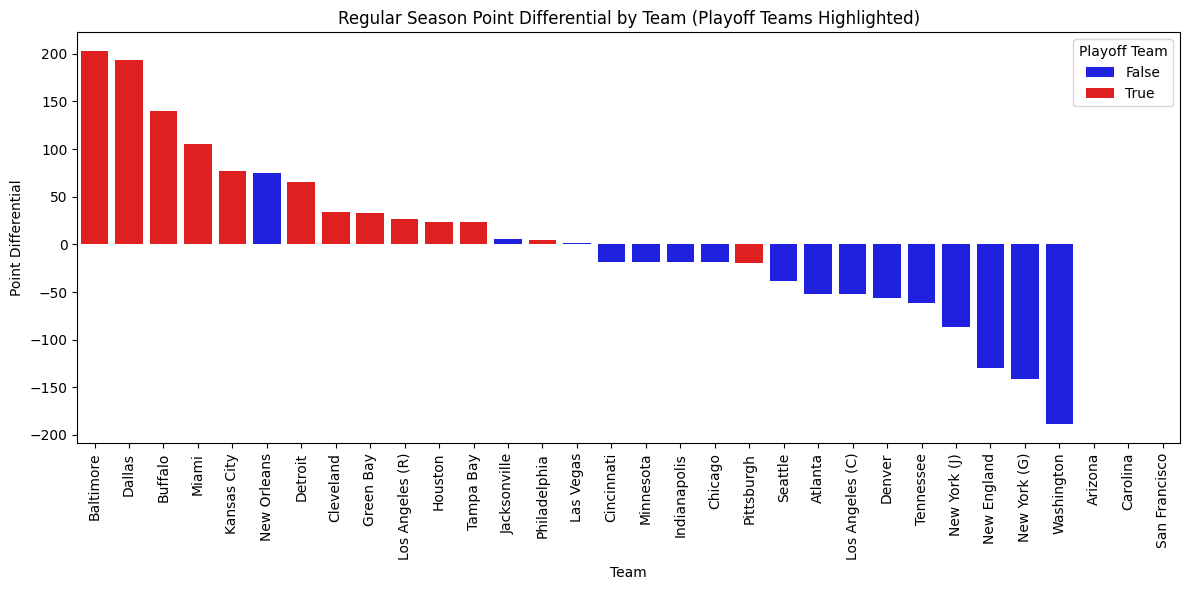 Regular Season Point Differential by Team (Playoff Teams Highlighted)
Playoff Team
False
True
Point Differential
200
150
100
50
0
−50
−100
−150
−200
Baltimore
Dallas
Buffalo
Miami
Kansas City
New Orleans
Detroit
Cleveland
Green Bay
Los Angeles (R)
Houston
Tampa Bay
Jacksonville
Philadelphia
Las Vegas
Cincinnati
Minnesota
Indianapolis
Chicago
Pittsburgh
Seattle
Atlanta
Los Angeles (C)
Denver
Tennessee
New York (J)
New England
New York (G)
Washington
Arizona
Carolina
San Francisco
Team